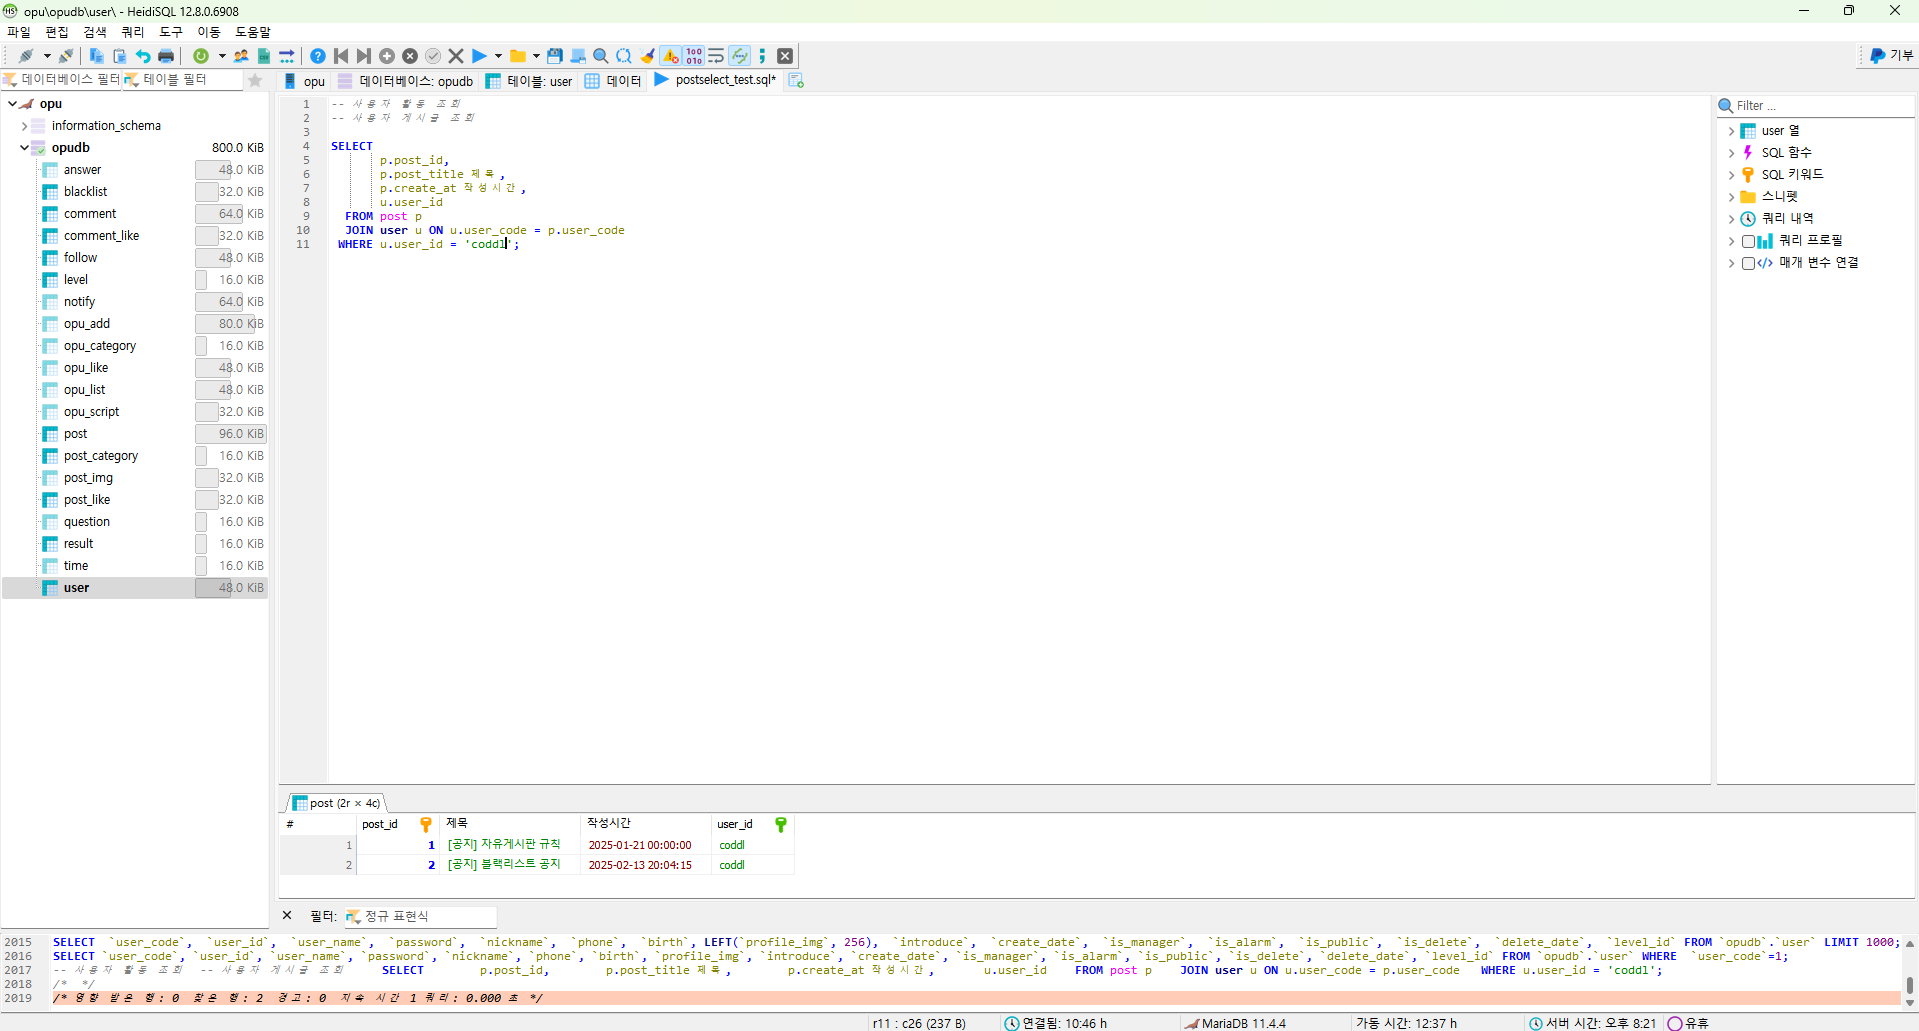 opu\opudb\user\ - HeidiSQL 12.8.0.6908
파일 편집 검색 쿼리 도구 이동 도움말
기부
데이터베이스 필터 테이블 필터
opu 데이터베이스: opudb 테이블: user 데이터 postselect_test.sql*
opu
information_schema
opudb 800.0 KiB
answer 48.0 KiB
blacklist 32.0 KiB
comment 64.0 KiB
comment_like 32.0 KiB
follow 48.0 KiB
level 16.0 KiB
notify 64.0 KiB
opu_add 80.0 KiB
opu_category 16.0 KiB
opu_like 48.0 KiB
opu_list 48.0 KiB
opu_script 32.0 KiB
post 96.0 KiB
post_category 16.0 KiB
post_img 32.0 KiB
post_like 32.0 KiB
question 16.0 KiB
result 16.0 KiB
time 16.0 KiB
user 48.0 KiB
1 -- 사용자 활동 조회
2 -- 사용자 게시글 조회
3
4 SELECT
5 p.post_id,
6 p.post_title 제목,
7 p.create_at 작성시간,
8 u.user_id
9 FROM post p
10 JOIN user u ON u.user_code = p.user_code
11 WHERE u.user_id = 'coddl';
Filter ...
user 열
SQL 함수
SQL 키워드
스니펫
쿼리 내역
쿼리 프로필
매개 변수 연결
post (2r × 4c)
# post_id 제목 작성시간 user_id
1 1 [공지] 자유게시판 규칙 2025-01-21 00:00:00 coddl
2 2 [공지] 블랙리스트 공지 2025-02-13 20:04:15 coddl
필터: 정규 표현식
2015 SELECT `user_code`, `user_id`, `user_name`, `password`, `nickname`, `phone`, `birth`, LEFT(`profile_img`, 256), `introduce`, `create_date`, `is_manager`, `is_alarm`, `is_public`, `is_delete`, `delete_date`, `level_id` FROM `opudb`.`user` LIMIT 1000;
2016 SELECT `user_code`, `user_id`, `user_name`, `password`, `nickname`, `phone`, `birth`, `profile_img`, `introduce`, `create_date`, `is_manager`, `is_alarm`, `is_public`, `is_delete`, `delete_date`, `level_id` FROM `opudb`.`user` WHERE `user_code`=1;
2017 -- 사용자 활동 조회 -- 사용자 게시글 조회 SELECT p.post_id, p.post_title 제목, p.create_at 작성시간, u.user_id FROM post p JOIN user u ON u.user_code = p.user_code WHERE u.user_id = 'coddl';
2018 /* */
2019 /* 영향 받은 행: 0 찾은 행: 2 경고: 0 지속 시간 1 쿼리: 0.000 초 */
r11 : c26 (237 B) 연결됨: 10:46 h MariaDB 11.4.4 가동 시간: 12:37 h 서버 시간: 오후 8:21 유휴